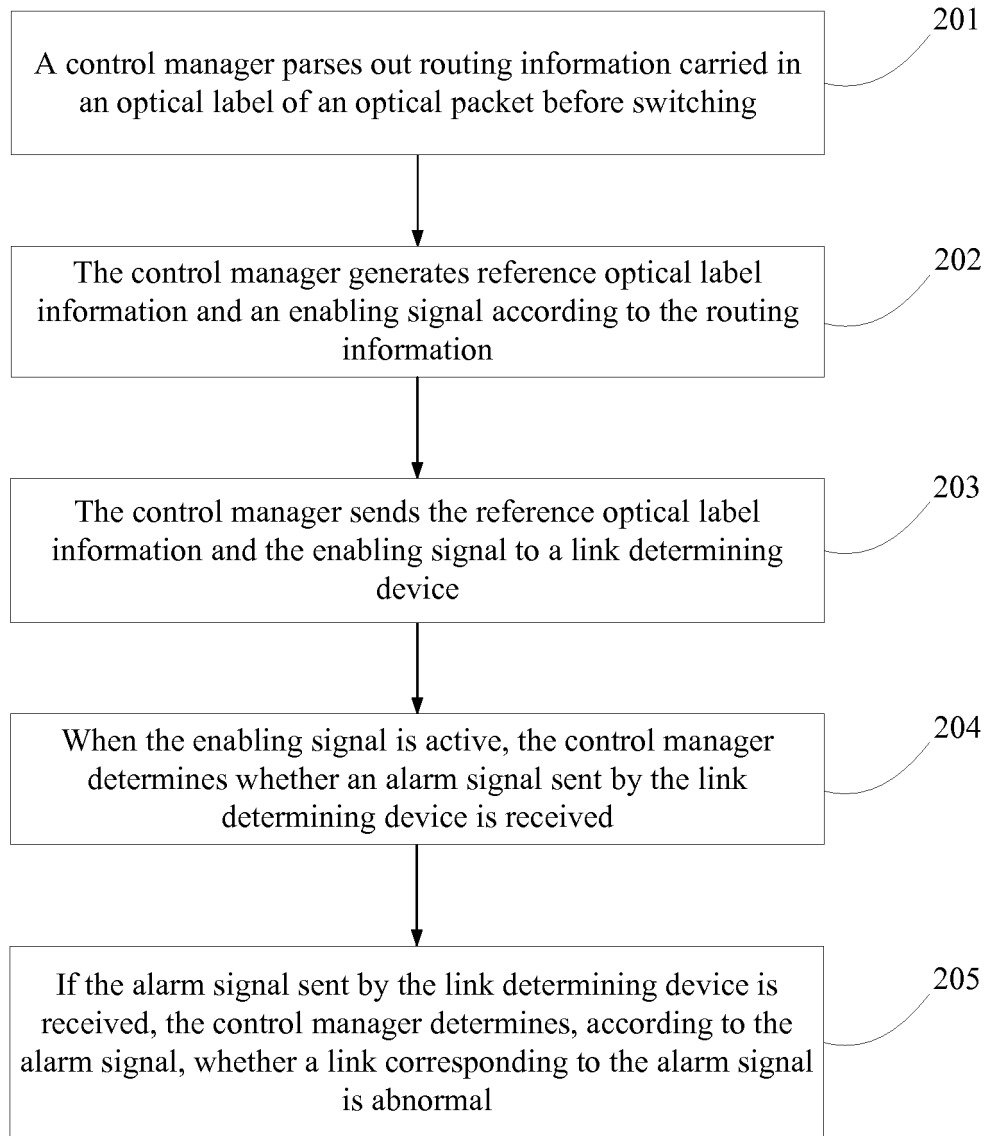 201
A control manager parses out routing information carried in
an optical label of an optical packet before switching
202
The control manager generates reference optical label
information and an enabling signal according to the routing
information
203
The control manager sends the reference optical label
information and the enabling signal to a link determining
device
204
When the enabling signal is active, the control manager
determines whether an alarm signal sent by the link
determining device is received
205
If the alarm signal sent by the link determining device is
received, the control manager determines, according to the
alarm signal, whether a link corresponding to the alarm signal
is abnormal